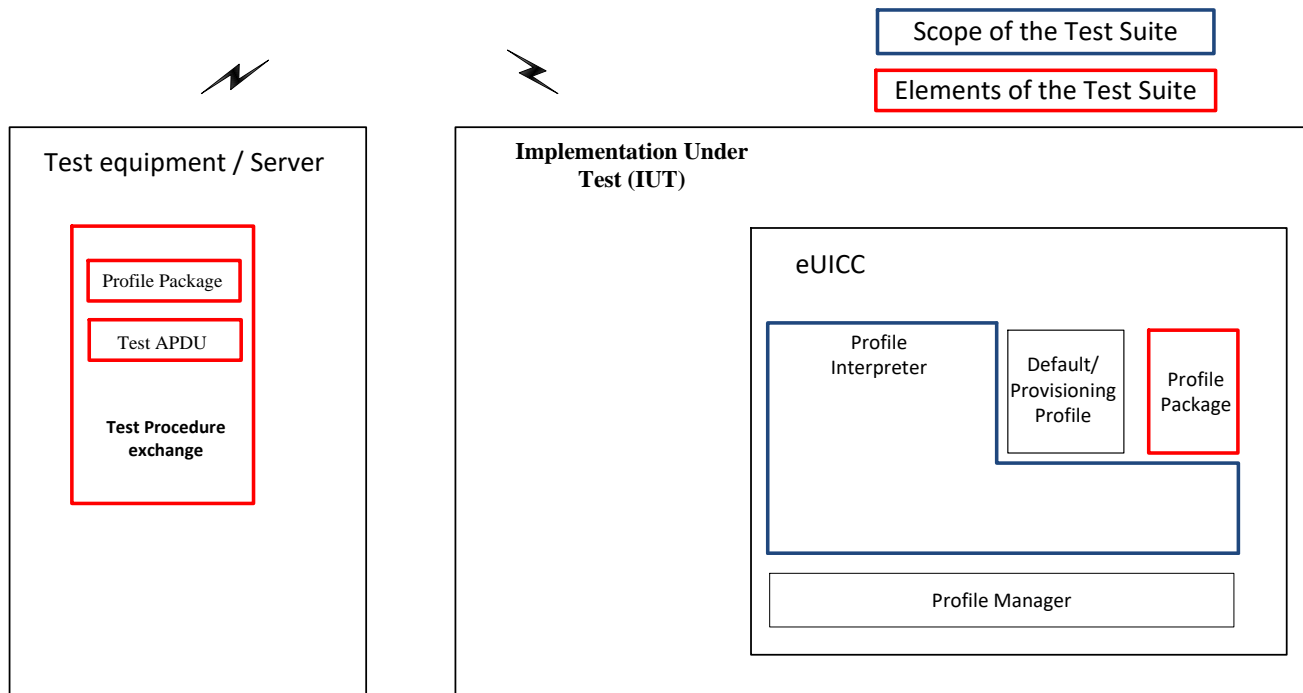 Scope of the Test Suite
Elements of the Test Suite
Test equipment / Server
Profile Package
Test APDU
Test Procedure
exchange
Implementation Under
Test (IUT)
eUICC
Profile
Interpreter
Default/
Provisioning
Profile
Profile
Package
Profile Manager